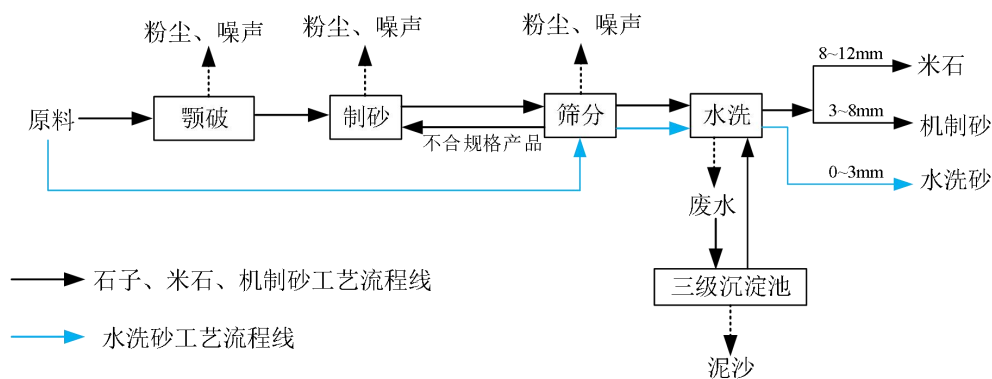 粉尘、噪声
粉尘、噪声
粉尘、噪声
8~12mm
米石
原料
颚破
制砂
筛分
水洗
3~8mm
机制砂
不合规格产品
0~3mm
水洗砂
废水
石子、米石、机制砂工艺流程线
三级沉淀池
水洗砂工艺流程线
泥沙